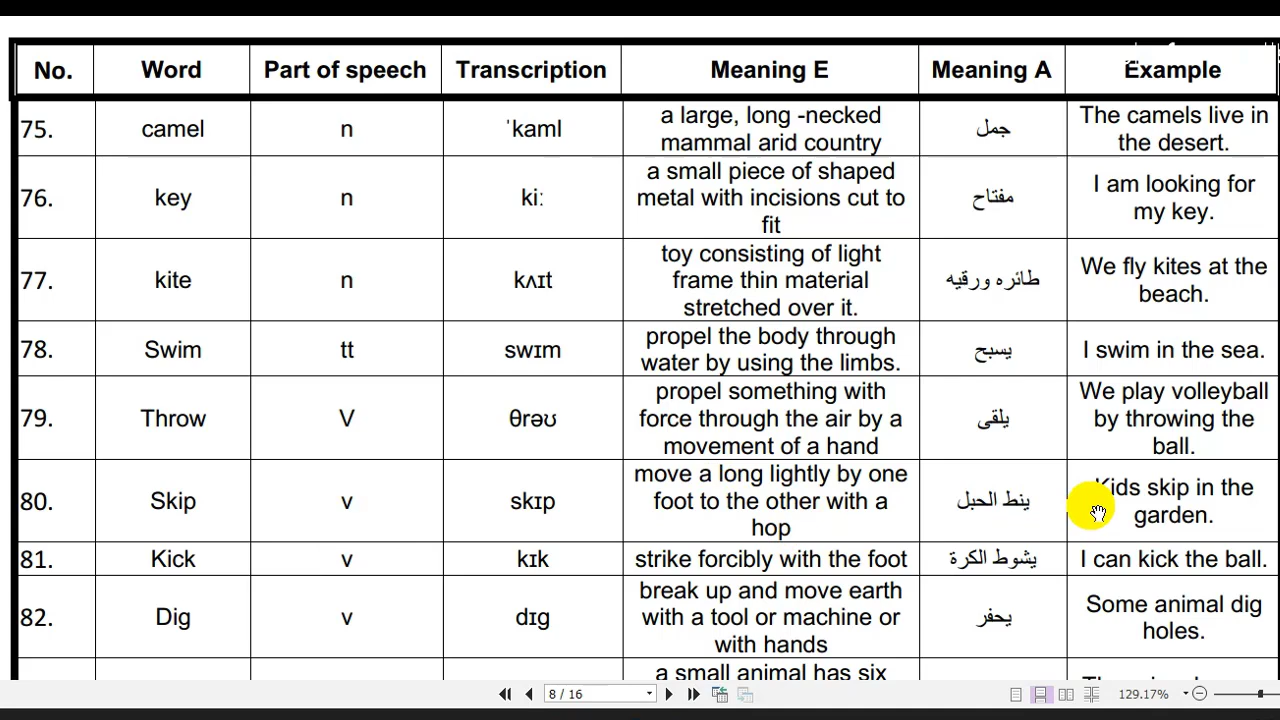 No. Word Part of speech Transcription Meaning E Meaning A Example
75. camel n ˈkaml a large, long -necked mammal arid country جمل The camels live in the desert.
76. key n kiː a small piece of shaped metal with incisions cut to fit مفتاح I am looking for my key.
77. kite n kʌɪt toy consisting of light frame thin material stretched over it. طائره ورقيه We fly kites at the beach.
78. Swim tt swɪm propel the body through water by using the limbs. يسبح I swim in the sea.
79. Throw V θrəʊ propel something with force through the air by a movement of a hand يلقى We play volleyball by throwing the ball.
80. Skip v skɪp move a long lightly by one foot to the other with a hop ينط الحبل Kids skip in the garden.
81. Kick v kɪk strike forcibly with the foot يشوط الكرة I can kick the ball.
82. Dig v dɪg break up and move earth with a tool or machine or with hands يحفر Some animal dig holes.
a small animal has six
8 / 16 129.17%